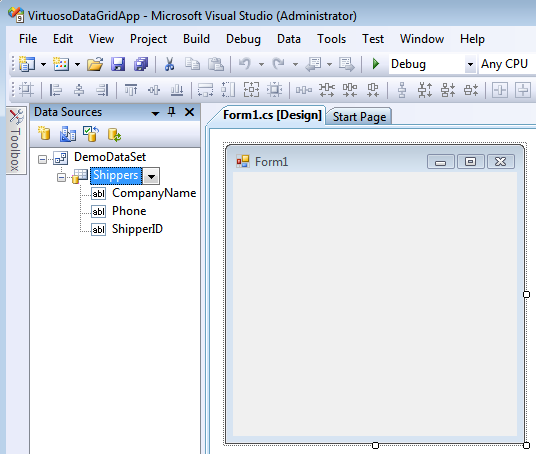 VirtuosoDataGridApp - Microsoft Visual Studio (Administrator)
File Edit View Project Build Debug Data Tools Test Window Help
Debug Any CPU
Toolbox
Data Sources
Form1.cs [Design] Start Page
DemoDataSet
Form1
Shippers
abl CompanyName
abl Phone
abl ShipperID